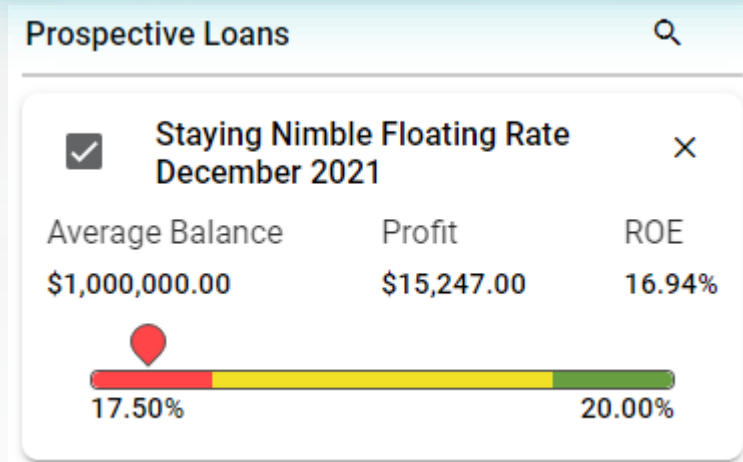 Prospective Loans
Staying Nimble Floating Rate
December 2021
Average Balance Profit ROE
$1,000,000.00 $15,247.00 16.94%
17.50% 20.00%